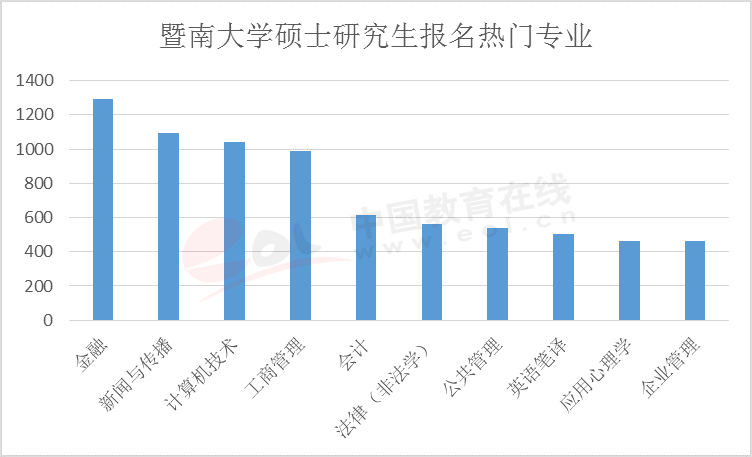 暨南大学硕士研究生报名热门专业
1400
1200
1000
800
600
400
200
0
中国教育在线
www.eol.cn
eol
金融
新闻与传播
计算机技术
工商管理
会计
法律（非法学）
公共管理
英语笔译
应用心理学
企业管理